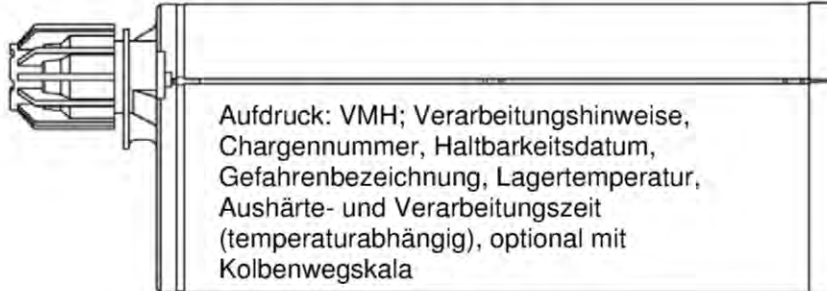 Aufdruck: VMH; Verarbeitungshinweise,
Chargennummer, Haltbarkeitsdatum,
Gefahrenbezeichnung, Lagertemperatur,
Aushärte- und Verarbeitungszeit
(temperaturabhängig), optional mit
Kolbenwegskala